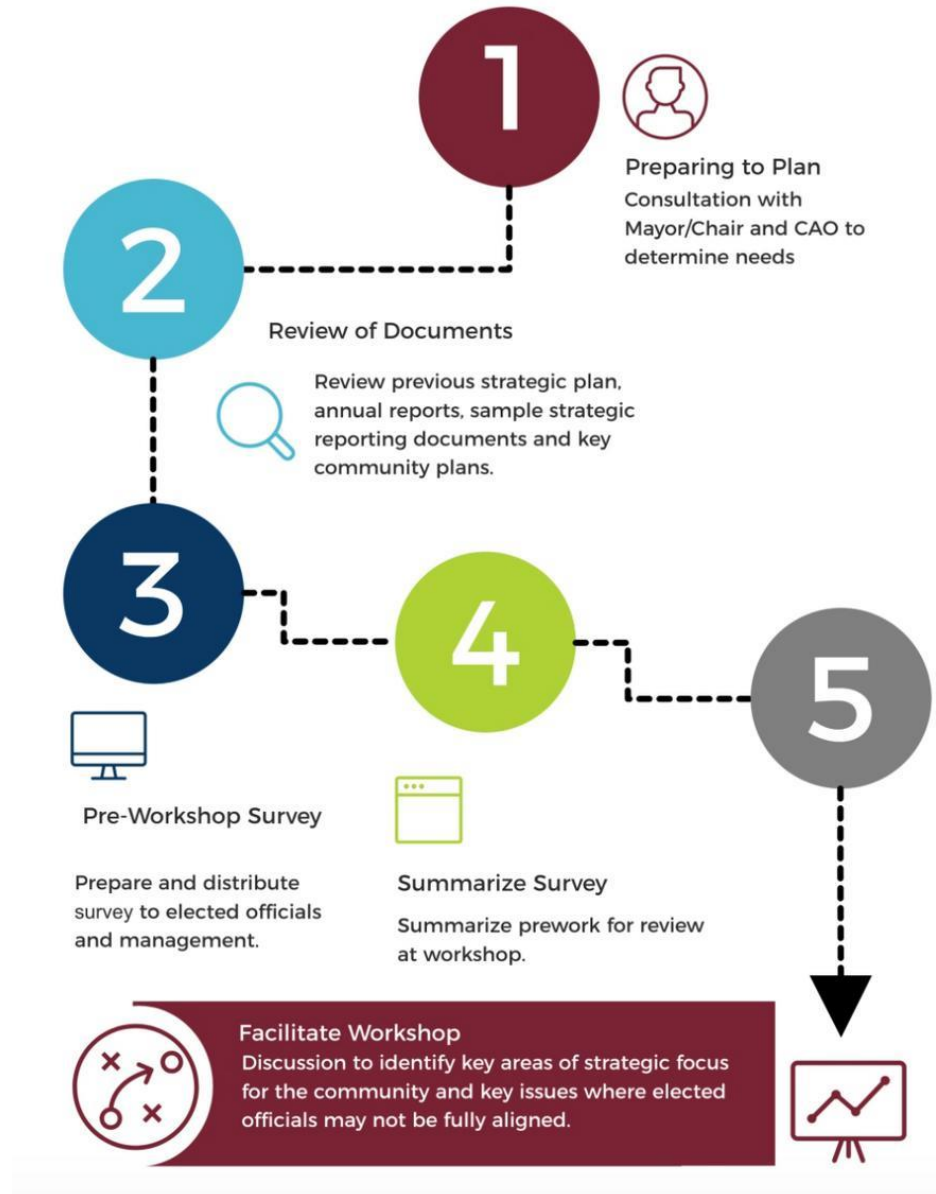 1
Preparing to Plan
Consultation with
Mayor/Chair and CAO to
determine needs
2
Review of Documents
Review previous strategic plan,
annual reports, sample strategic
reporting documents and key
community plans.
3
Pre-Workshop Survey
Prepare and distribute
survey to elected officials
and management.
4
Summarize Survey
Summarize prework for review
at workshop.
5
Facilitate Workshop
Discussion to identify key areas of strategic focus
for the community and key issues where elected
officials may not be fully aligned.